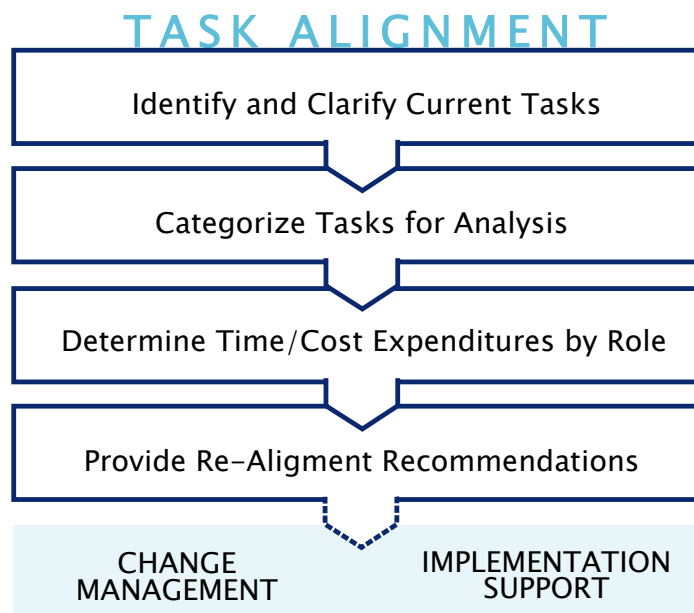 TASK ALIGNMENT
Identify and Clarify Current Tasks
Categorize Tasks for Analysis
Determine Time/Cost Expenditures by Role
Provide Re-Aligment Recommendations
CHANGE
MANAGEMENT
IMPLEMENTATION
SUPPORT